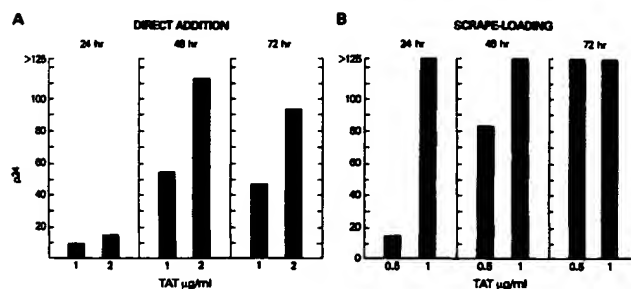 A DIRECT ADDITION
24 hr 48 hr 72 hr
>125
100
80
60
40
20
p24
1 2 1 2 1 2
TAT µg/ml
B SCRAPE-LOADING
24 hr 48 hr 72 hr
>125
100
80
60
40
20
0
0.5 1 0.5 1 0.5 1
TAT µg/ml